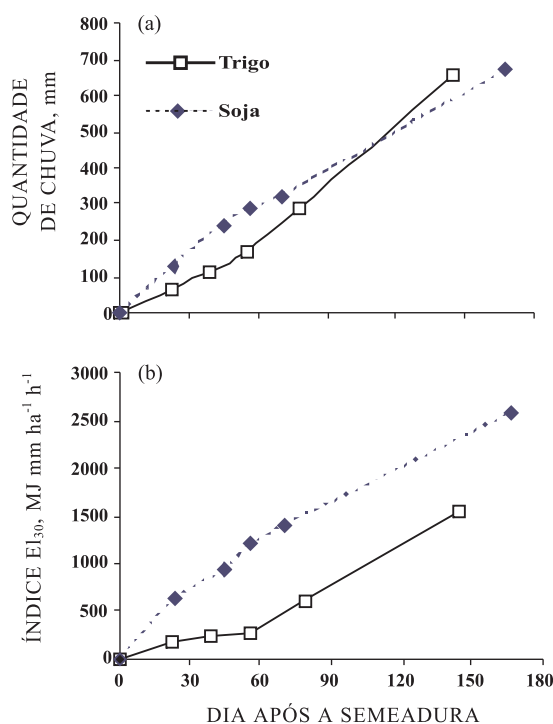 (a)
Trigo
Soja
QUANTIDADE
DE CHUVA, mm
800
700
600
500
400
300
200
100
0
(b)
ÍNDICE El30, MJ mm ha-1 h-1
3000
2500
2000
1500
1000
500
0
0 30 60 90 120 150 180
DIA APÓS A SEMEADURA